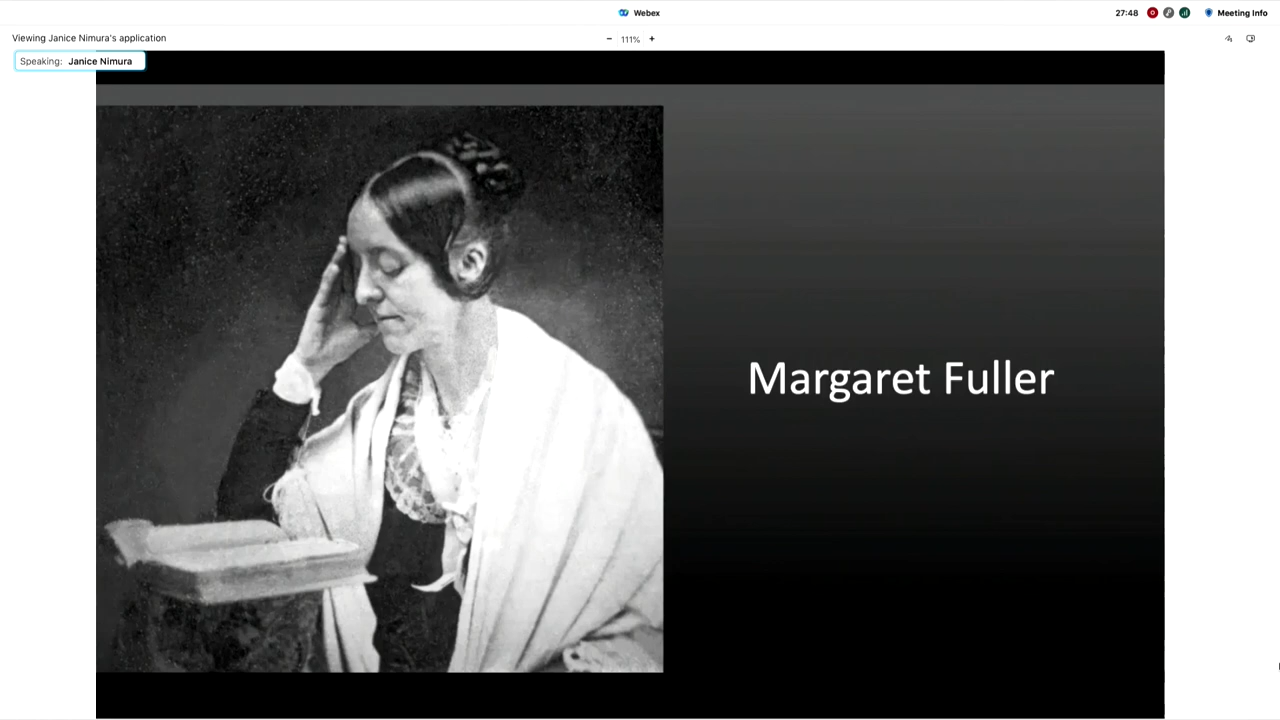 Webex
27:48
Meeting Info
Viewing Janice Nimura's application
111%
Speaking: Janice Nimura
Margaret Fuller